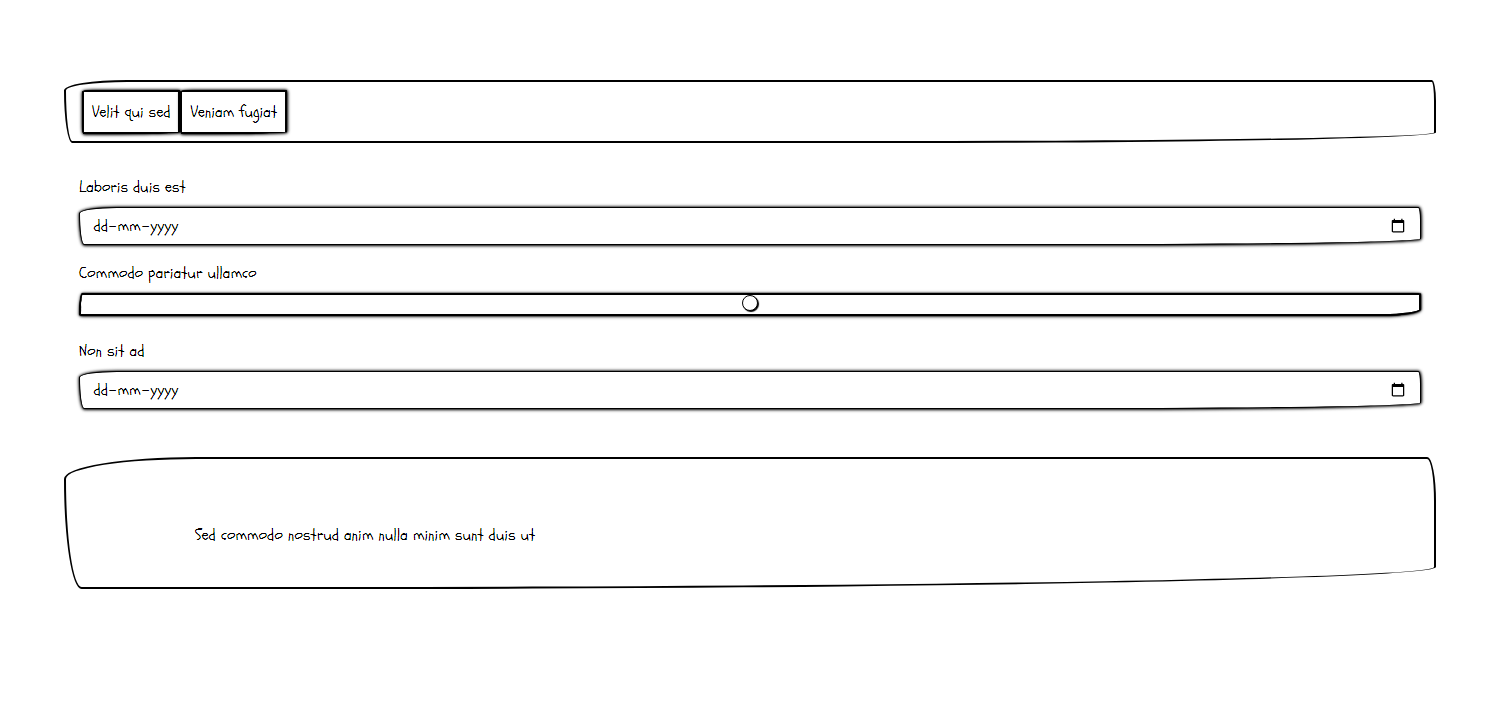 Velit qui sed Veniam fugiat
Laboris duis est
dd-mm-yyyy
Commodo pariatur ullamco
Non sit ad
dd-mm-yyyy
Sed commodo nostrud anim nulla minim sunt duis ut